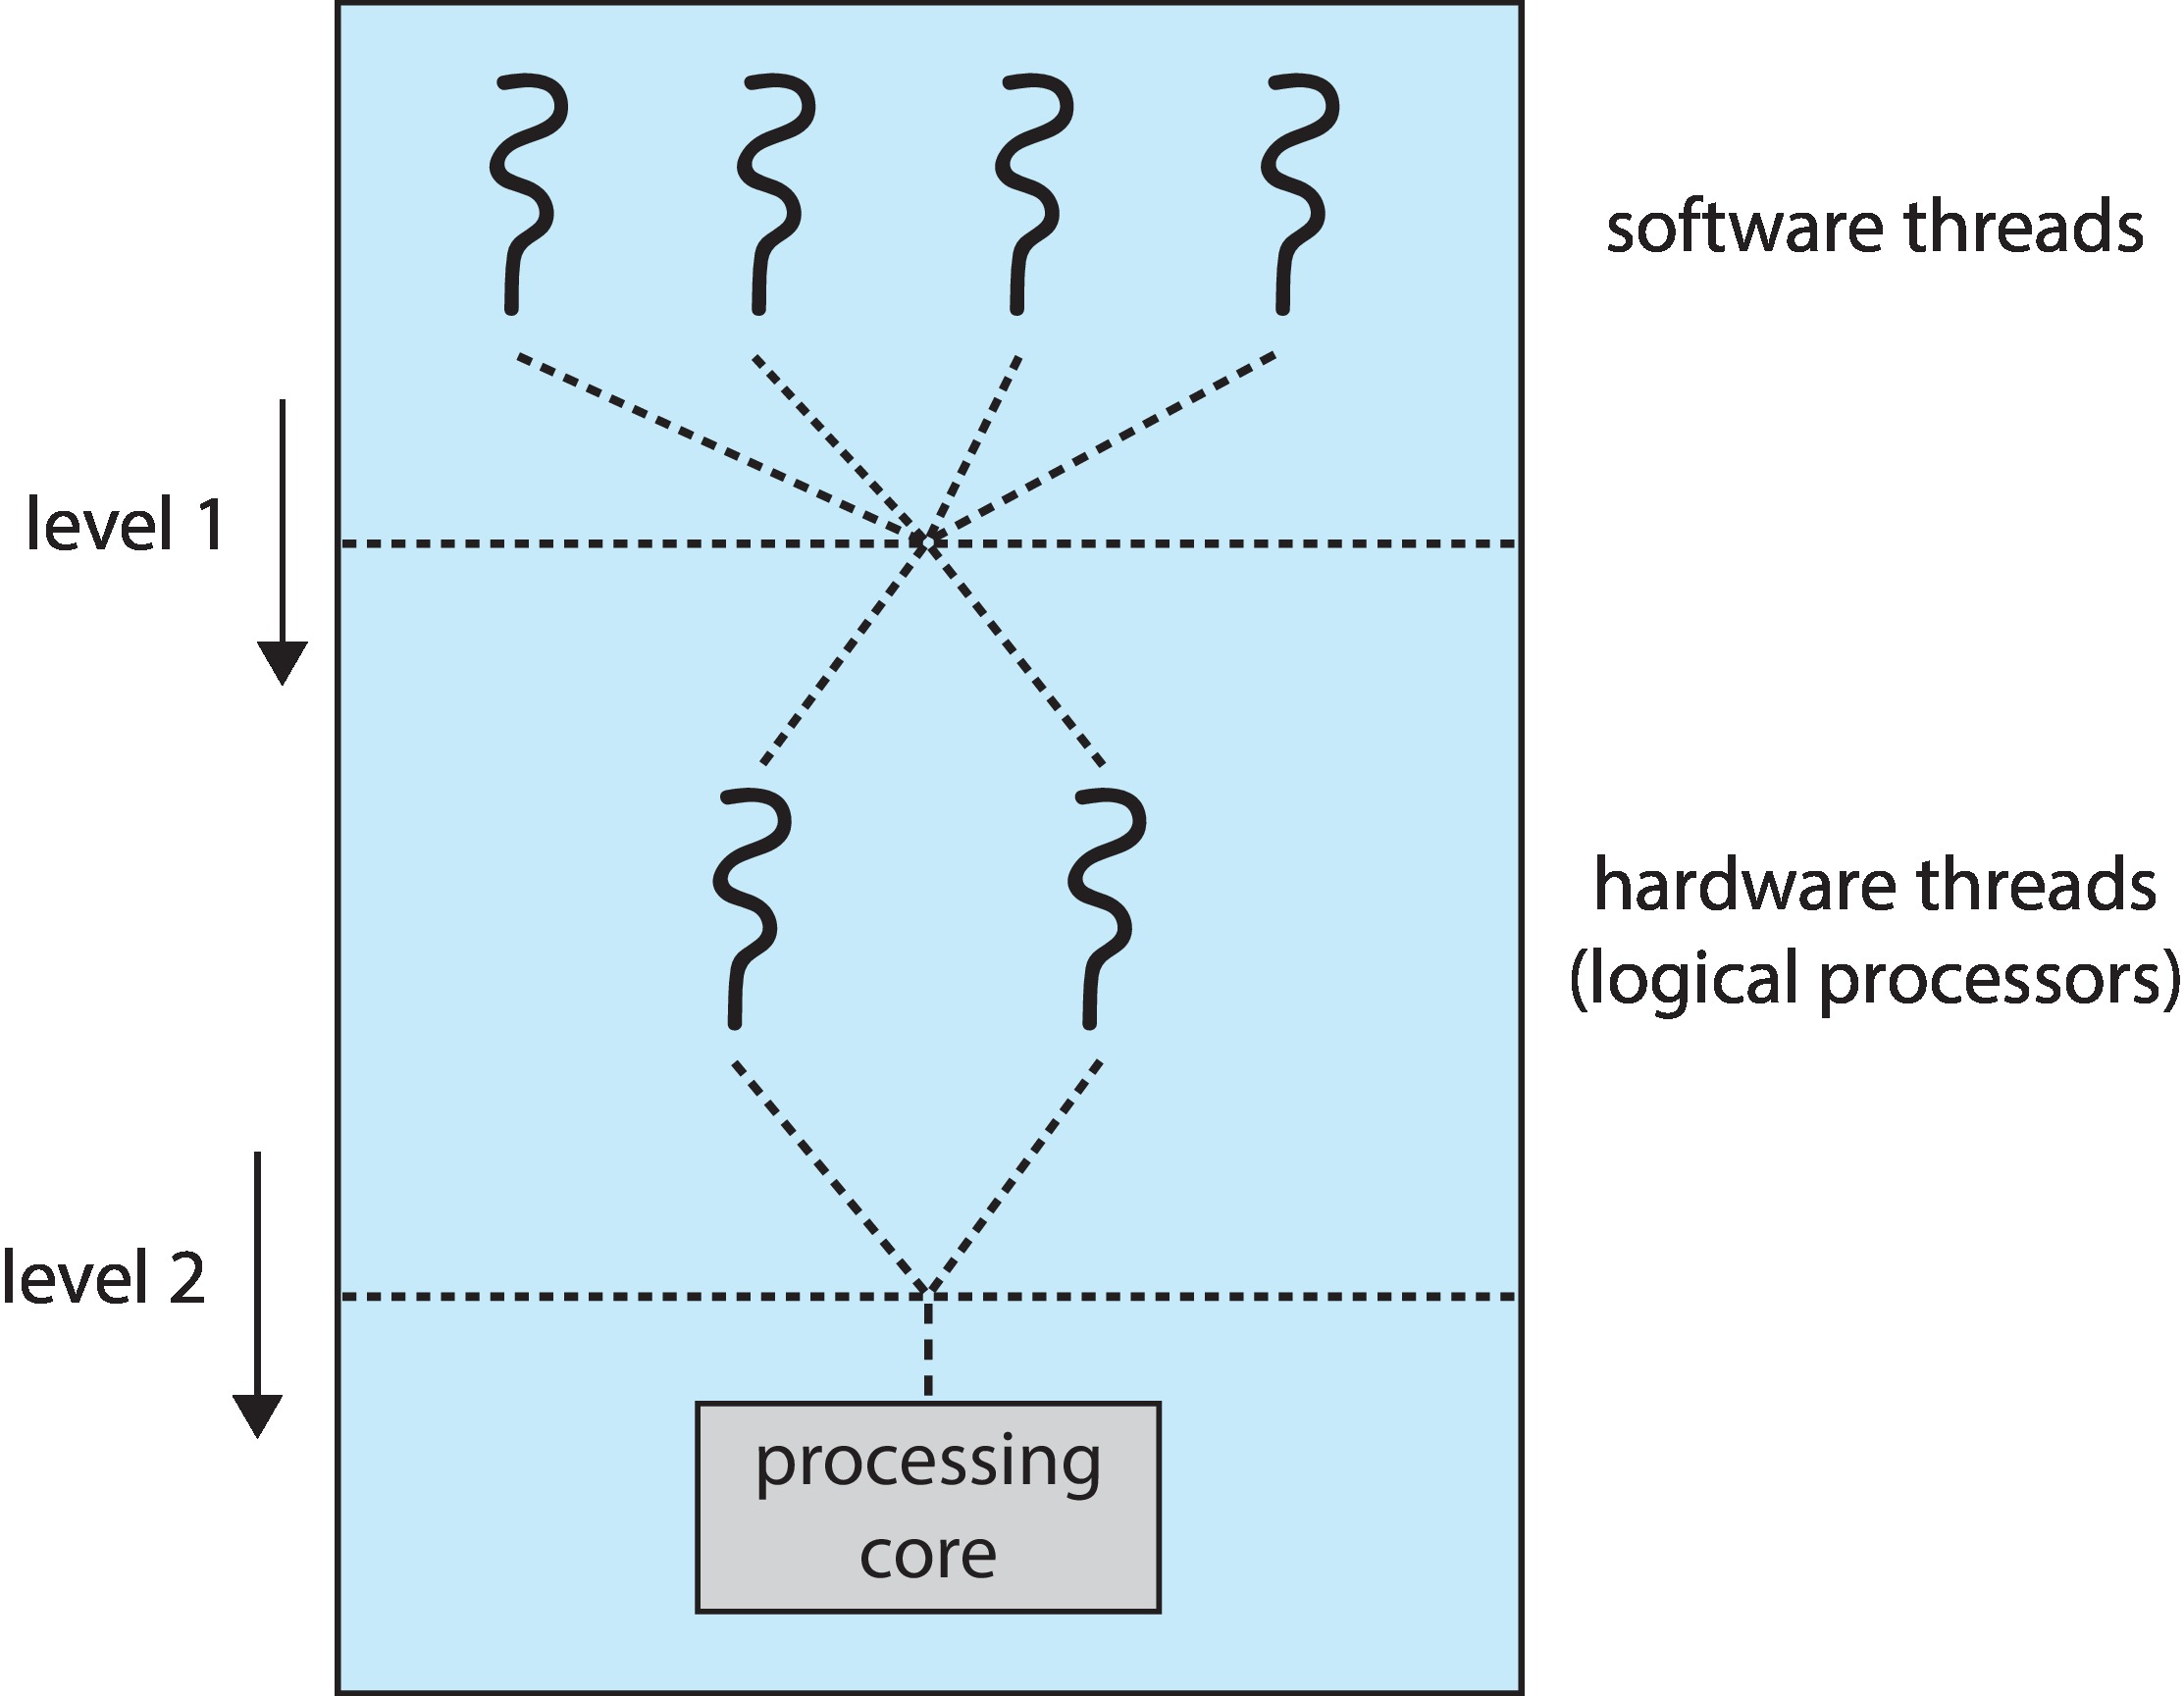 software threads
level 1
hardware threads
(logical processors)
level 2
processing
core